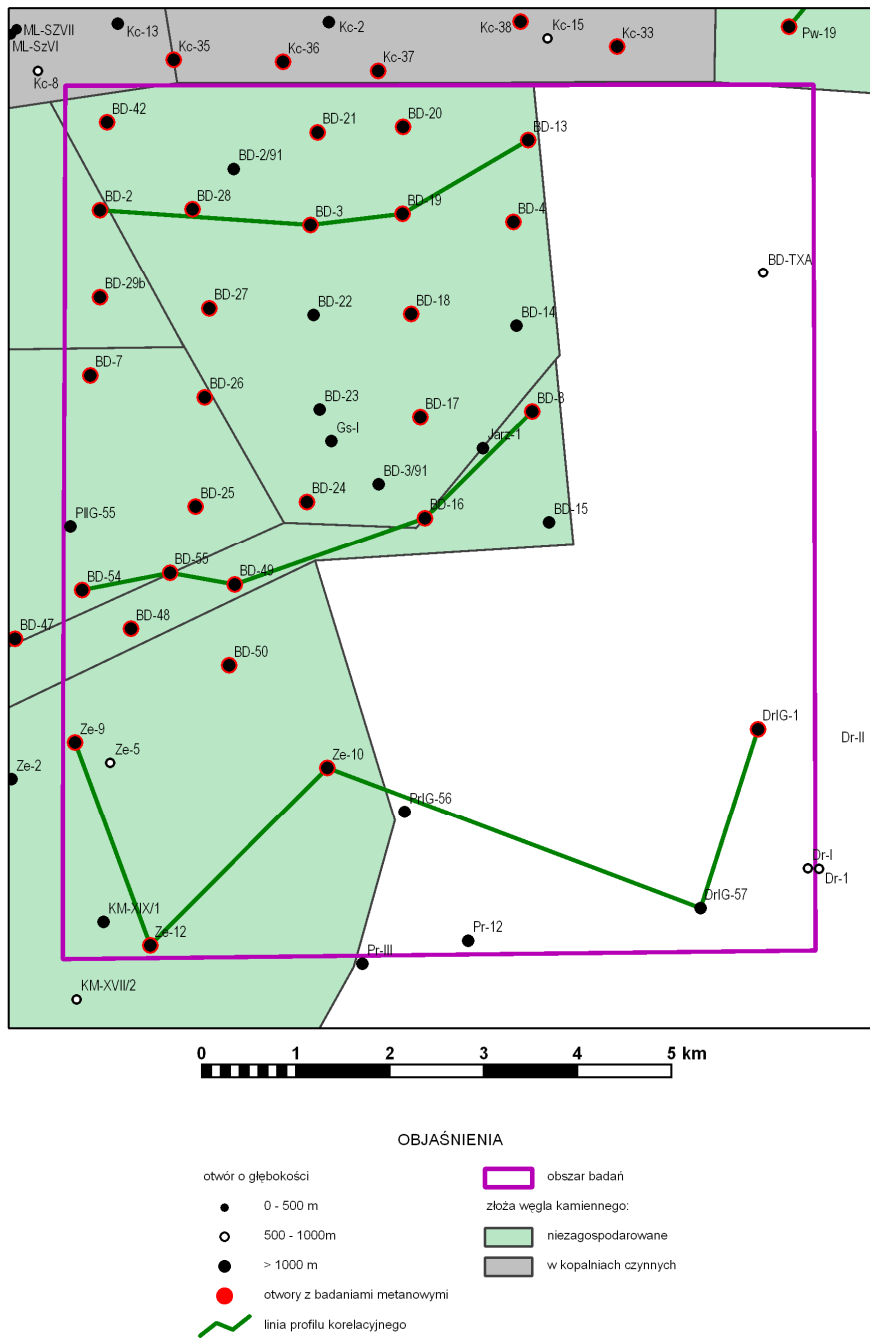 ML-SZVII
Kc-13
Kc-2
Kc-38
Kc-15
Kc-33
Pw-19
ML-SzVI
Kc-35
Kc-36
Kc-37
Kc-8
BD-42
BD-21
BD-20
BD-13
BD-2/91
BD-2
BD-28
BD-3
BD-19
BD-4
BD-TXA
BD-29b
BD-27
BD-22
BD-18
BD-14
BD-7
BD-26
BD-23
BD-17
BD-8
Gs-I
Jarz-1
BD-3/91
BD-25
BD-24
BD-16
BD-15
PIIG-55
BD-54
BD-55
BD-49
BD-47
BD-48
BD-50
Ze-9
Ze-5
Ze-10
DrIG-1
Dr-II
Ze-2
PrIG-56
Dr-I
Dr-1
DrIG-57
KM-XIX/1
Ze-12
Pr-12
Pr-III
KM-XVII/2
0 1 2 3 4 5 km
OBJAŚNIENIA
otwór o głębokości
0 - 500 m
500 - 1000m
> 1000 m
otwory z badaniami metanowymi
linia profilu korelacyjnego
obszar badań
złoża węgla kamiennego:
niezagospodarowane
w kopalniach czynnych